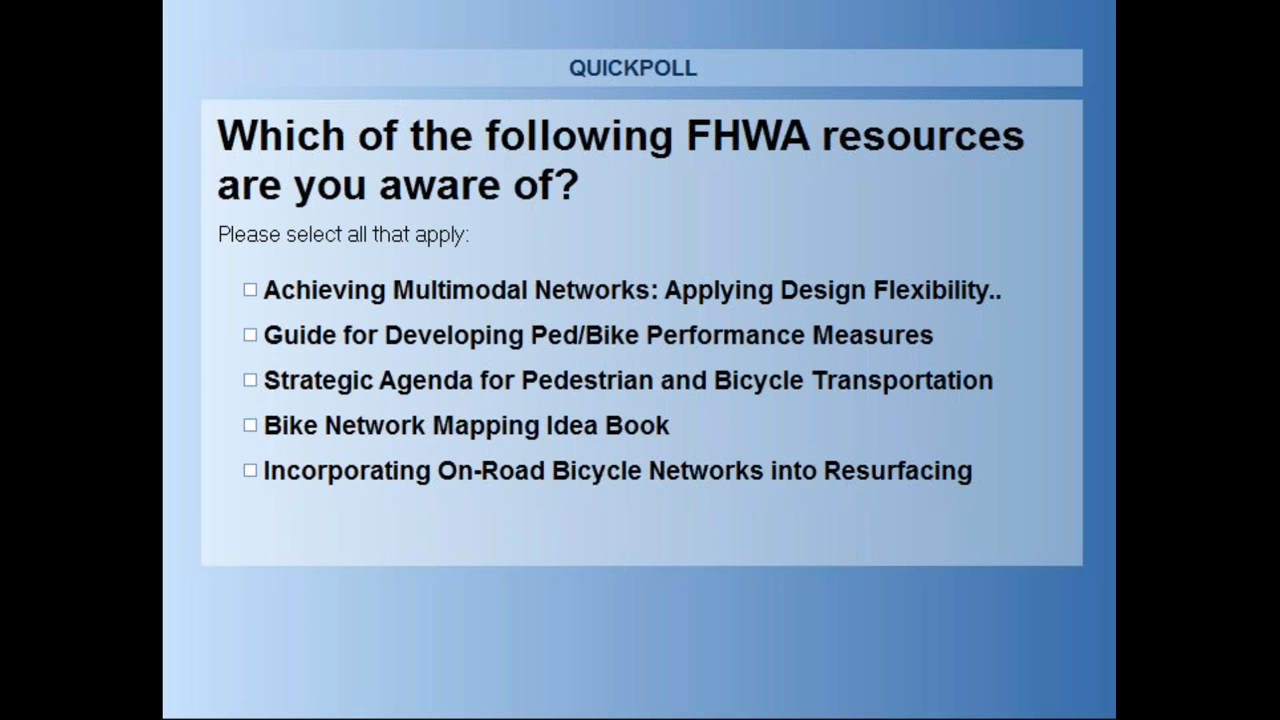 QUICKPOLL
Which of the following FHWA resources
are you aware of?
Please select all that apply:
Achieving Multimodal Networks: Applying Design Flexibility..
Guide for Developing Ped/Bike Performance Measures
Strategic Agenda for Pedestrian and Bicycle Transportation
Bike Network Mapping Idea Book
Incorporating On-Road Bicycle Networks into Resurfacing